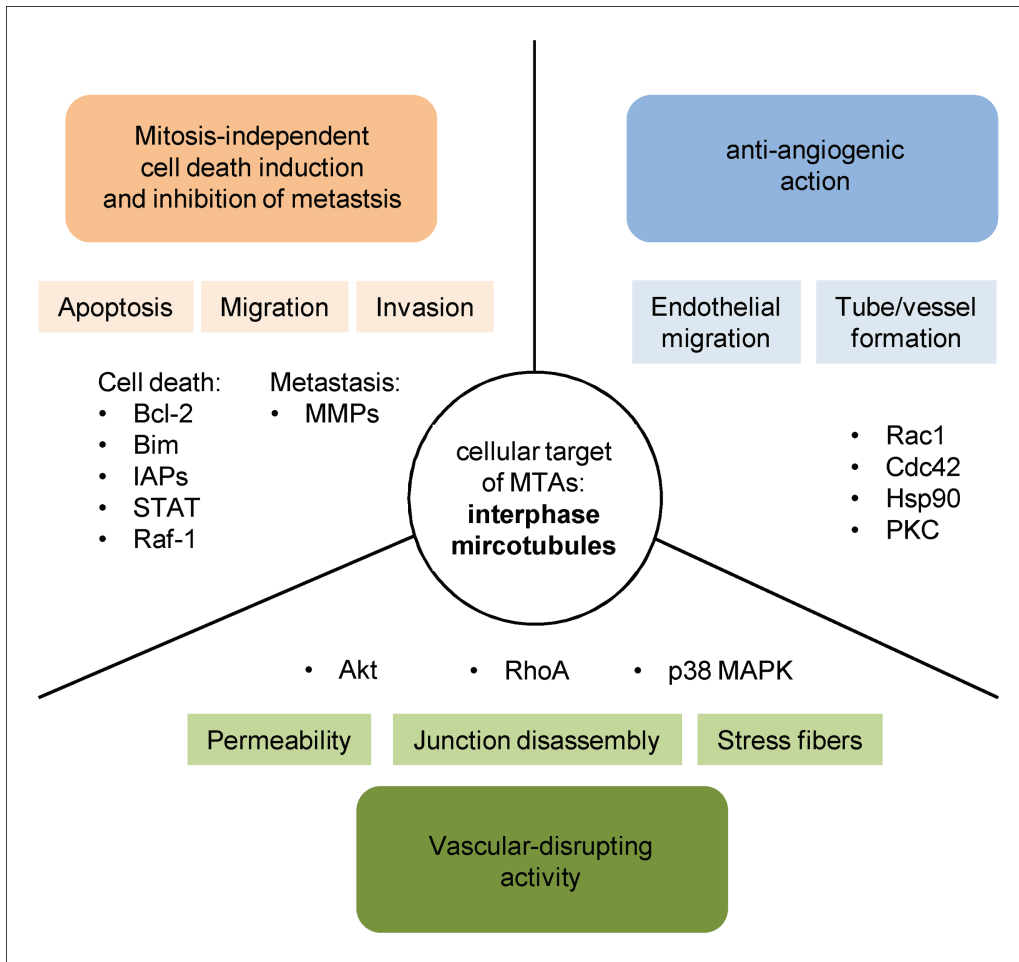 Mitosis-independent
cell death induction
and inhibition of metastsis
anti-angiogenic
action
Apoptosis
Migration
Invasion
Endothelial
migration
Tube/vessel
formation
Cell death:
• Bcl-2
• Bim
• IAPs
• STAT
• Raf-1
Metastasis:
• MMPs
cellular target
of MTAs:
interphase
mircotubules
• Rac1
• Cdc42
• Hsp90
• PKC
• Akt
• RhoA
• p38 MAPK
Permeability
Junction disassembly
Stress fibers
Vascular-disrupting
activity